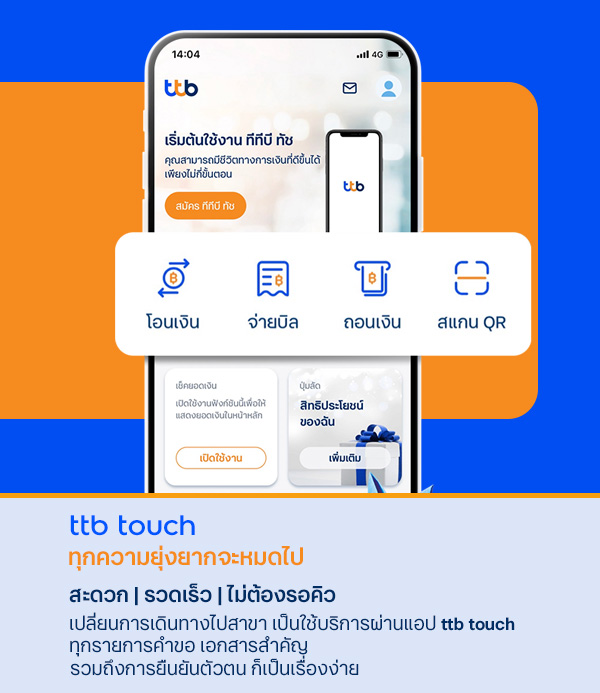 14:04 4G
ttb
เริ่มต้นใช้งาน ทีทีบี ทัช
คุณสามารถมีชีวิตทางการเงินที่ดีขึ้นได้
เพียงไม่กี่ขั้นตอน
ttb
สมัคร ทีทีบี ทัช
โอนเงิน จ่ายบิล ถอนเงิน สแกน QR
เช็คยอดเงิน
เปิดใช้งานฟังก์ชันนี้เพื่อให้
แสดงยอดเงินในหน้าหลัก
เปิดใช้งาน
ปุ่มลัด
สิทธิประโยชน์
ของฉัน
เพิ่มเติม
ttb touch
ทุกความยุ่งยากจะหมดไป
สะดวก | รวดเร็ว | ไม่ต้องรอคิว
เปลี่ยนการเดินทางไปสาขา เป็นใช้บริการผ่านแอป ttb touch
ทุกรายการคำขอ เอกสารสำคัญ
รวมถึงการยืนยันตัวตน ก็เป็นเรื่องง่าย